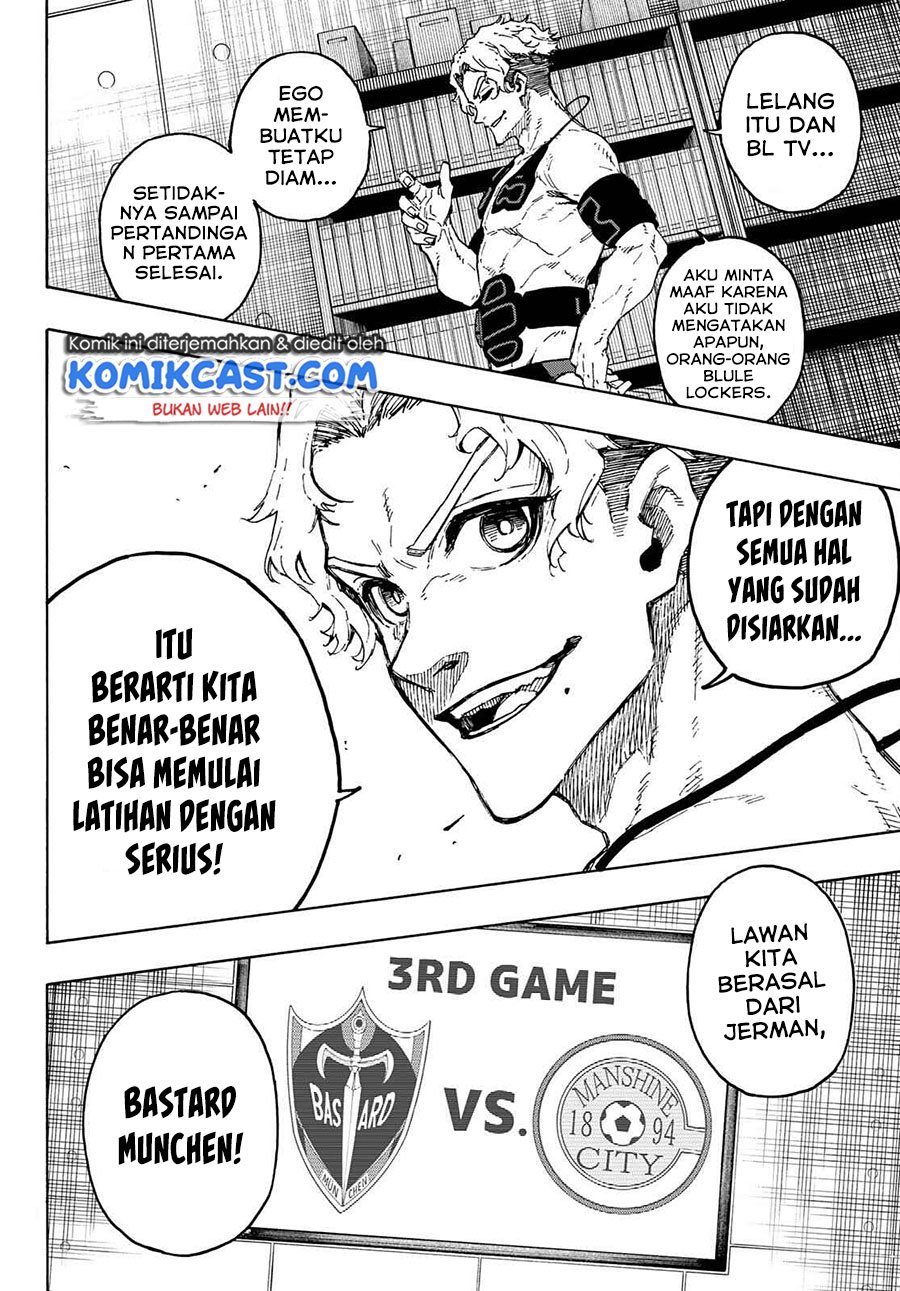 LELANG
ITU DAN
BL TV...
EGO
MEM-
BUATKU
TETAP
DIAM...
SETIDAK-
NYA SAMPAI
PERTANDINGA
N PERTAMA
SELESAI.
AKU MINTA
MAAF KARENA
AKU TIDAK
MENGATAKAN
APAPUN,
ORANG-ORANG
BLULE
LOCKERS.
Komik ini diterjemahkan & diedit oleh
KOMIKCAST.COM
BUKAN WEB LAIN!!
TAPI DENGAN
SEMUA HAL
YANG SUDAH
DISIARKAN...
ITU
BERARTI KITA
BENAR-BENAR
BISA MEMULAI
LATIHAN DENGAN
SERIUS!
LAWAN
KITA
BERASAL
DARI
JERMAN,
3RD GAME
BASTARD
MUNCHEN
VS.
MANSHINE
18 94
CITY
BASTARD
MUNCHEN!